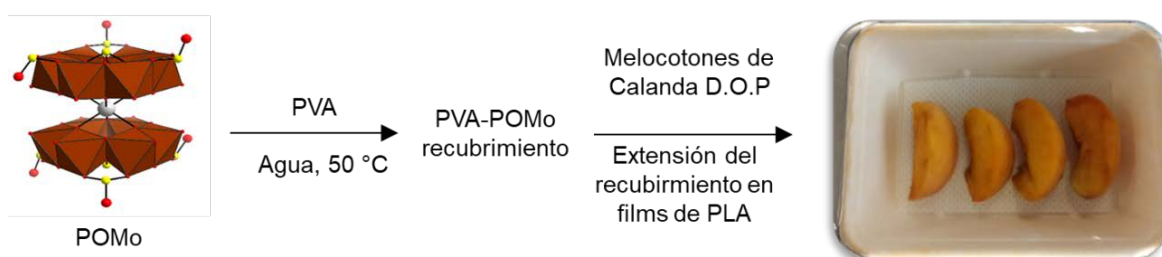 POMo
PVA
Agua, 50 °C
PVA-POMo
recubrimiento
Melocotones de
Calanda D.O.P
Extensión del
recubirmiento en
films de PLA